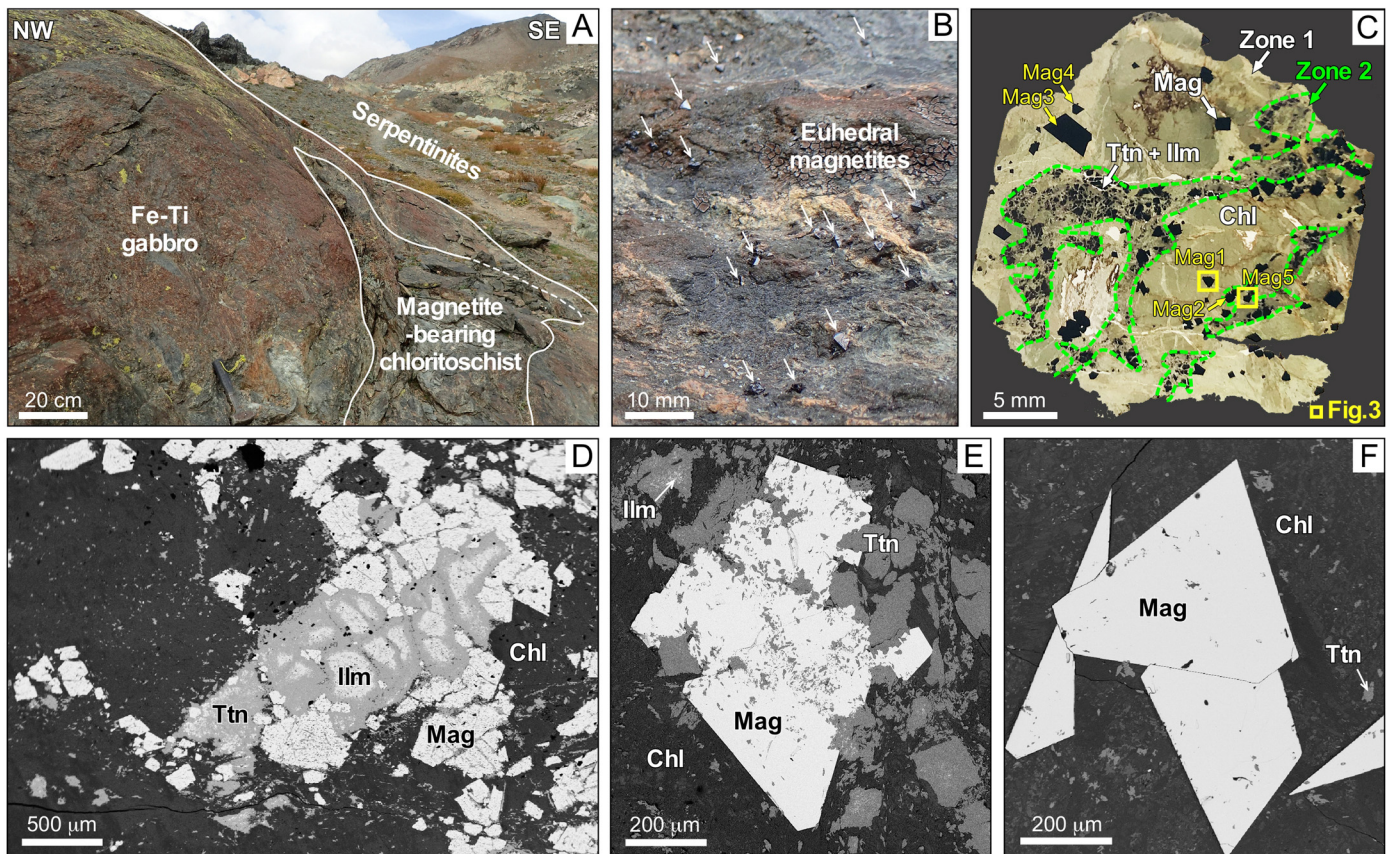 NW
SE
A
Serpentinites
Fe-Ti
gabbro
Magnetite
-bearing
chloritoschist
20 cm
B
Euhedral
magnetites
10 mm
C
Zone 1
Zone 2
Mag4
Mag3
Mag
Ttn + Ilm
Chl
Mag1
Mag5
Mag2
5 mm
Fig.3
D
Ilm
Chl
Ttn
Mag
500 μm
E
Ilm
Ttn
Mag
Chl
200 μm
F
Chl
Mag
Ttn
200 μm